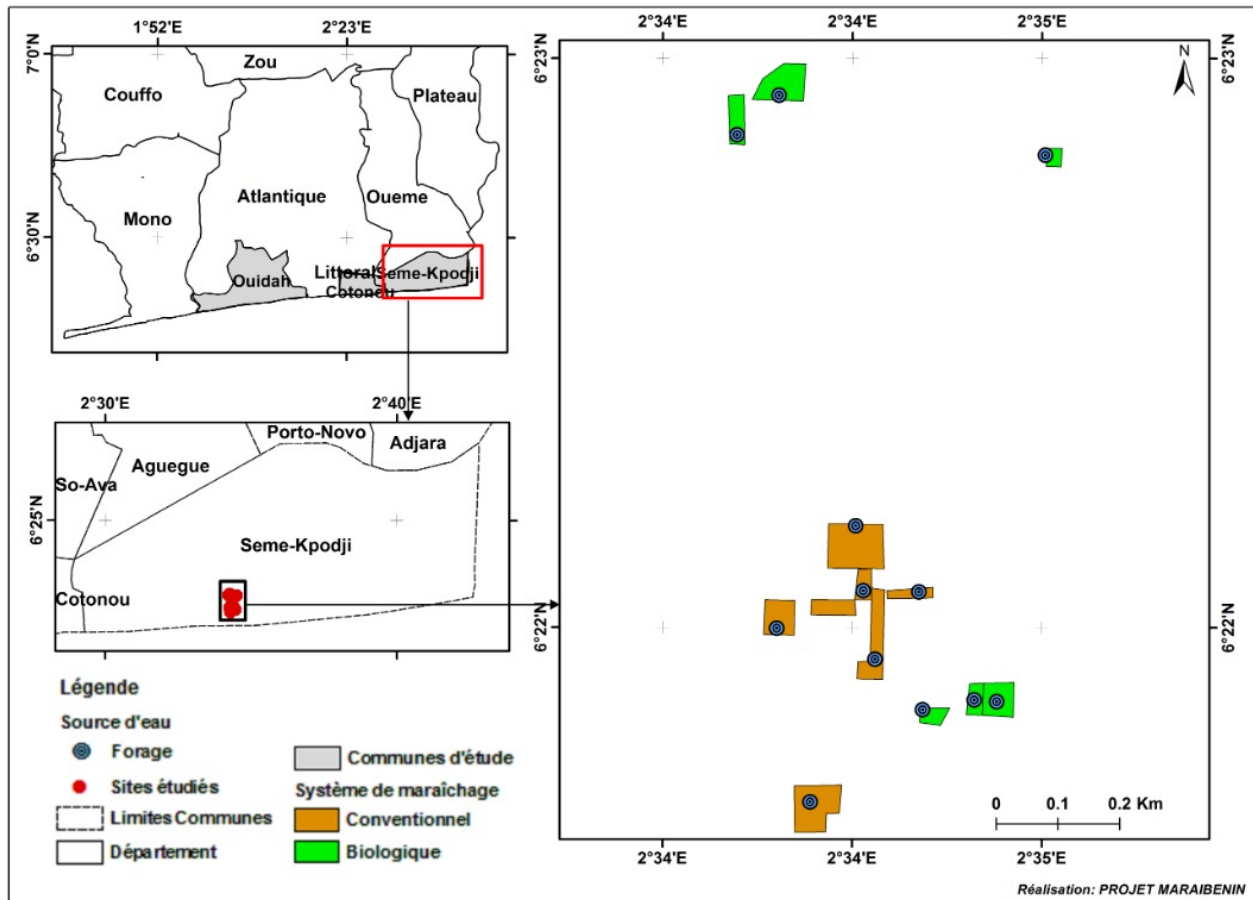 1°52'E 2°23'E
7°0'N
6°30'N
Zou
Couffo
Plateau
Atlantique
Oueme
Mono
Ouidah
Littoral
Seme-Kpodji
Cotonou
2°30'E 2°40'E
6°25'N
Porto-Novo
Adjara
Aguegue
So-Ava
Seme-Kpodji
Cotonou
Légende
Source d'eau
Forage
Sites étudiés
Limites Communes
Département
Communes d'étude
Système de maraîchage
Conventionnel
Biologique
2°34'E 2°34'E 2°35'E
6°23'N 6°23'N
N
6°22'N 6°22'N
0 0.1 0.2 Km
2°34'E 2°34'E 2°35'E
Réalisation: PROJET MARAIBENIN